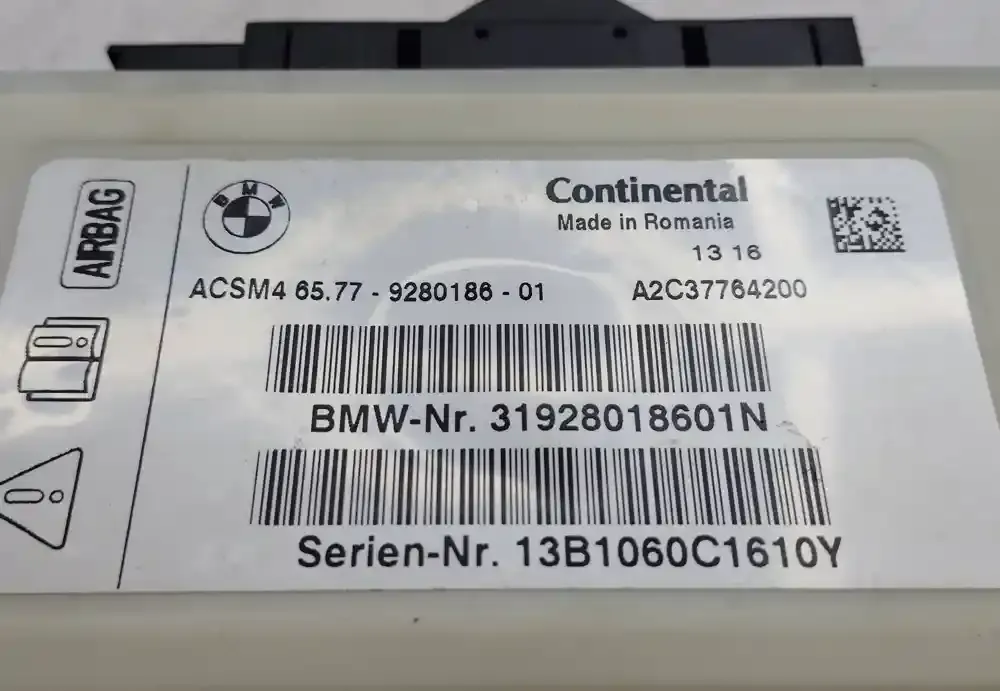 AIRBAG
BMW
Continental
Made in Romania
13 16
ACSM4 65.77 - 9280186 - 01 A2C37764200
BMW-Nr. 31928018601N
Serien-Nr. 13B1060C1610Y